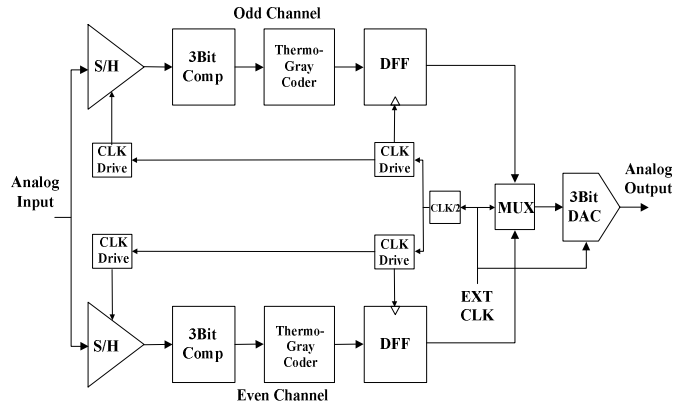 Odd Channel
S/H
3Bit
Comp
Thermo-
Gray
Coder
DFF
CLK
Drive
CLK
Drive
Analog
Input
CLK/2
MUX
3Bit
DAC
Analog
Output
CLK
Drive
CLK
Drive
EXT
CLK
S/H
3Bit
Comp
Thermo-
Gray
Coder
DFF
Even Channel